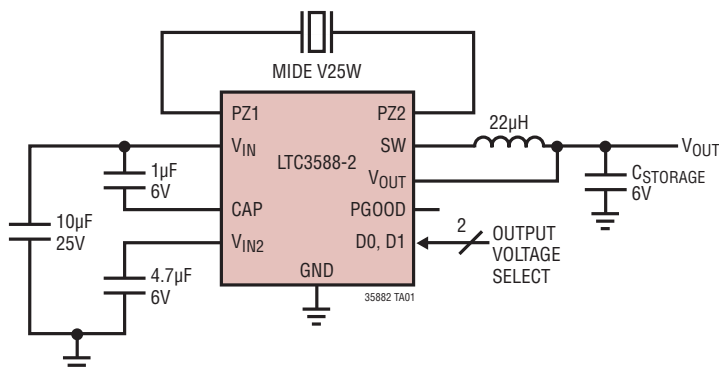 MIDE V25W
PZ1
PZ2
VIN
SW
22µH
VOUT
LTC3588-2
1µF
6V
VOUT
CSTORAGE
6V
CAP
PGOOD
10µF
25V
VIN2
D0, D1
2
OUTPUT
VOLTAGE
SELECT
4.7µF
6V
GND
35882 TA01